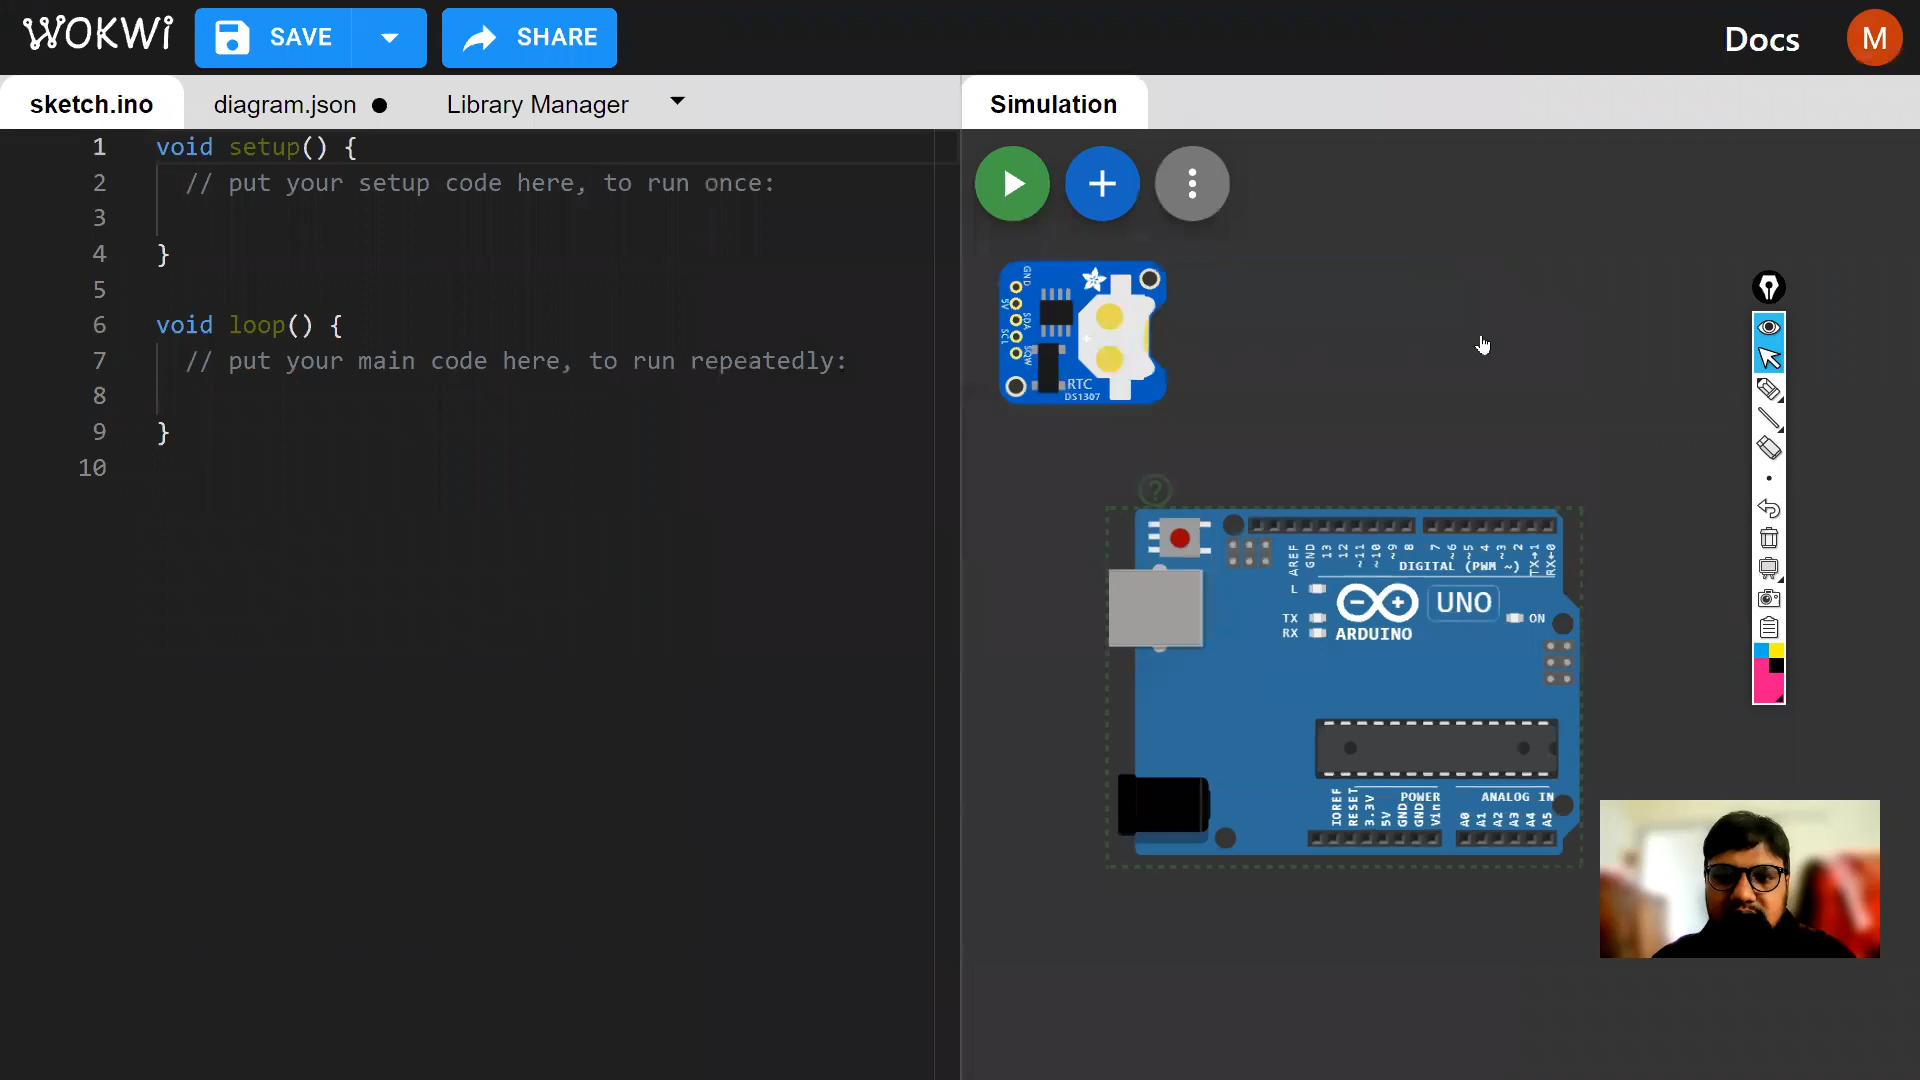 WOKWi
SAVE
SHARE
Docs
M
sketch.ino
diagram.json
Library Manager
Simulation
1 void setup() {
2 // put your setup code here, to run once:
3
4 }
5
6 void loop() {
7 // put your main code here, to run repeatedly:
8
9 }
10
GND
5V
SDA
SCL
SQW
RTC
DS1307
?
AREF
GND
13
12
~11
~10
~9
8
7
~6
~5
4
~3
2
TX→1
RX←0
DIGITAL (PWM ~)
L
TX
RX
UNO
ARDUINO
ON
POWER
ANALOG IN
IOREF
RESET
3.3V
5V
GND
GND
Vin
A0
A1
A2
A3
A4
A5